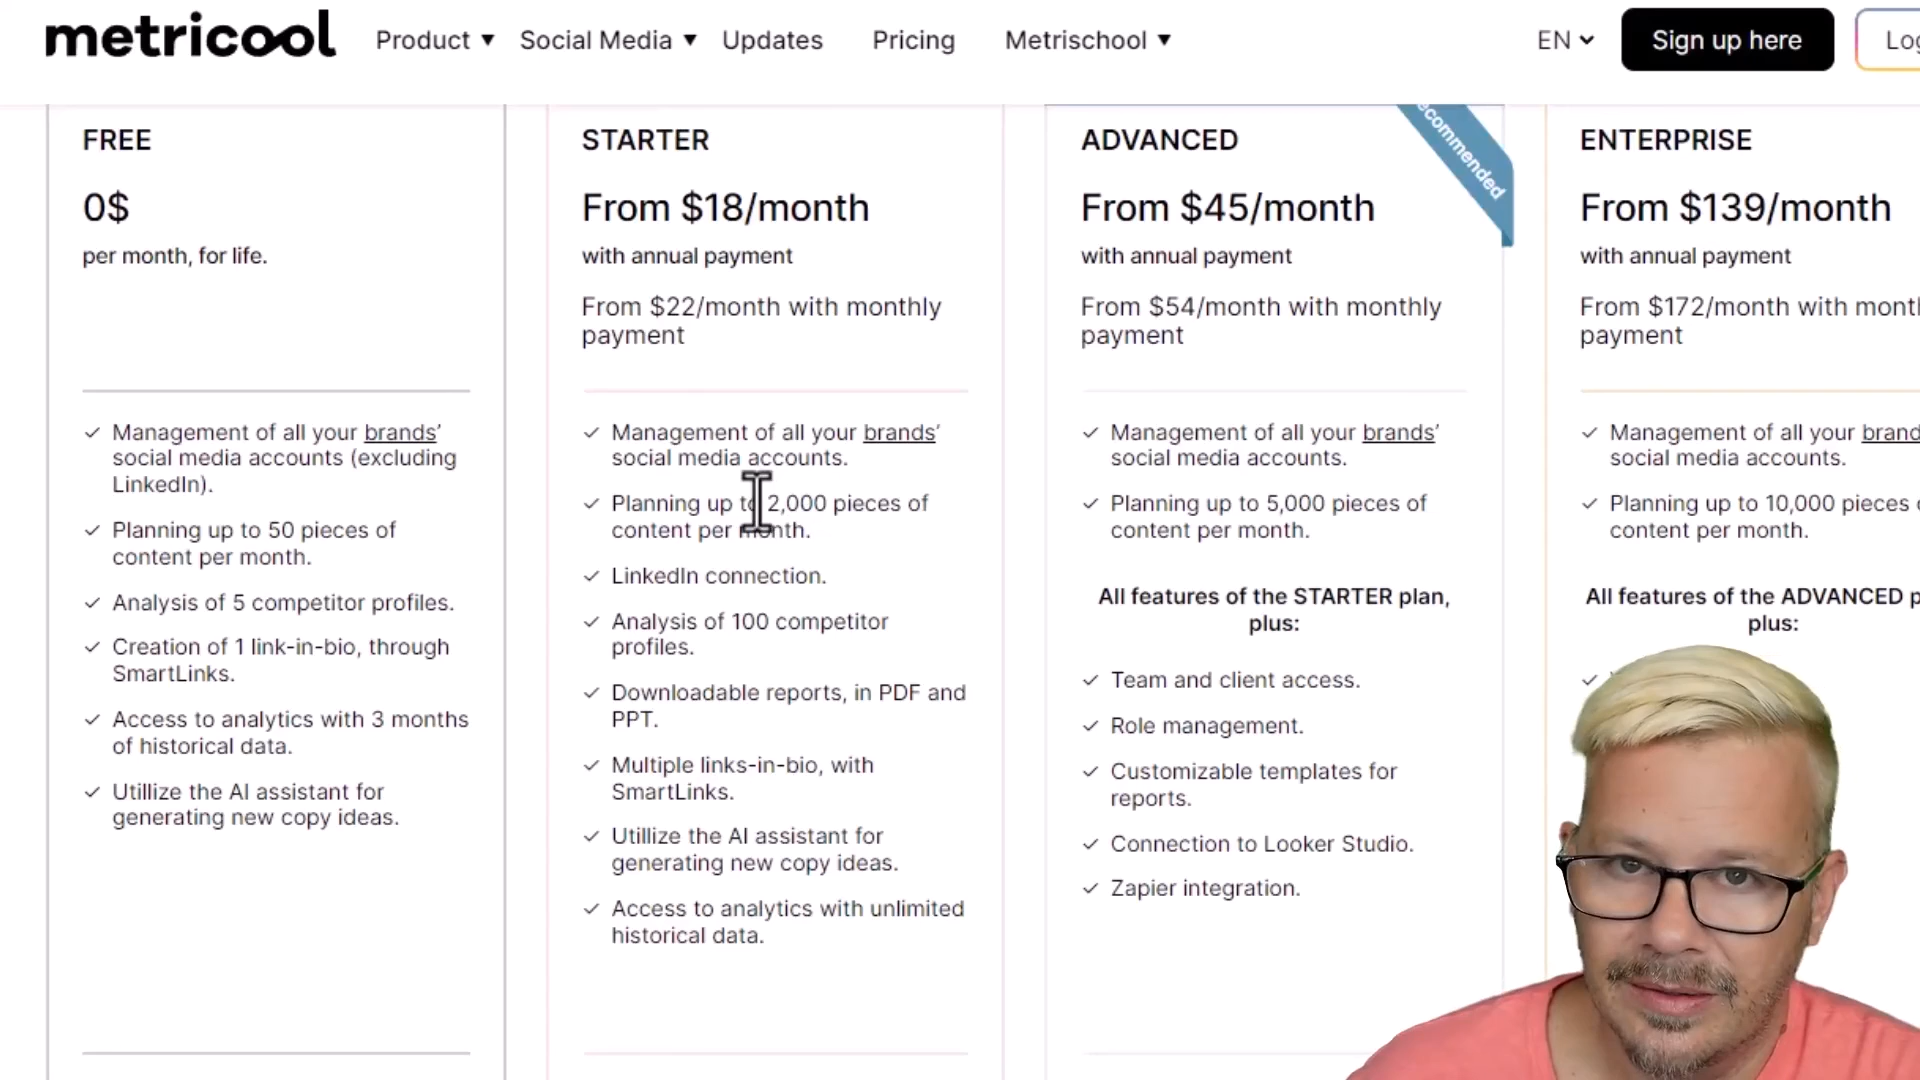 metricool
Product ▼
Social Media ▼
Updates
Pricing
Metrischool ▼
EN
Sign up here
FREE
0$
per month, for life.
Management of all your brands’
social media accounts (excluding
LinkedIn).
Planning up to 50 pieces of
content per month.
Analysis of 5 competitor profiles.
Creation of 1 link-in-bio, through
SmartLinks.
Access to analytics with 3 months
of historical data.
Utillize the AI assistant for
generating new copy ideas.
STARTER
From $18/month
with annual payment
From $22/month with monthly
payment
Management of all your brands’
social media accounts.
Planning up to 2,000 pieces of
content per month.
LinkedIn connection.
Analysis of 100 competitor
profiles.
Downloadable reports, in PDF and
PPT.
Multiple links-in-bio, with
SmartLinks.
Utillize the AI assistant for
generating new copy ideas.
Access to analytics with unlimited
historical data.
ADVANCED
ecommended
From $45/month
with annual payment
From $54/month with monthly
payment
Management of all your brands’
social media accounts.
Planning up to 5,000 pieces of
content per month.
All features of the STARTER plan,
plus:
Team and client access.
Role management.
Customizable templates for
reports.
Connection to Looker Studio.
Zapier integration.
ENTERPRISE
From $139/month
with annual payment
From $172/month with month
payment
Management of all your brand
social media accounts.
Planning up to 10,000 pieces
content per month.
All features of the ADVANCED p
plus: